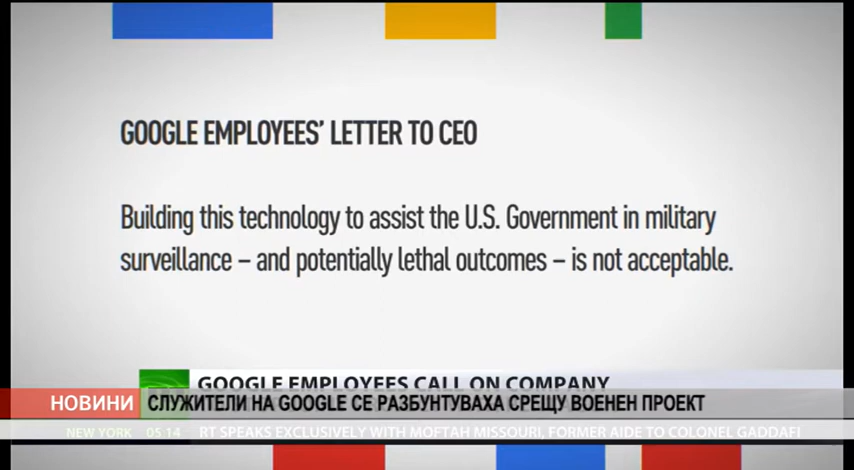 GOOGLE EMPLOYEES' LETTER TO CEO
Building this technology to assist the U.S. Government in military
surveillance – and potentially lethal outcomes – is not acceptable.
GOOGLE EMPLOYEES CALL ON COMPANY
НОВИНИ
СЛУЖИТЕЛИ НА GOOGLE СЕ РАЗБУНТУВАХА СРЕЩУ ВОЕНЕН ПРОЕКТ
NEW YORK 05:14 RT SPEAKS EXCLUSIVELY WITH MOFTAH MISSOURI, FORMER AIDE TO COLONEL GADDAFI